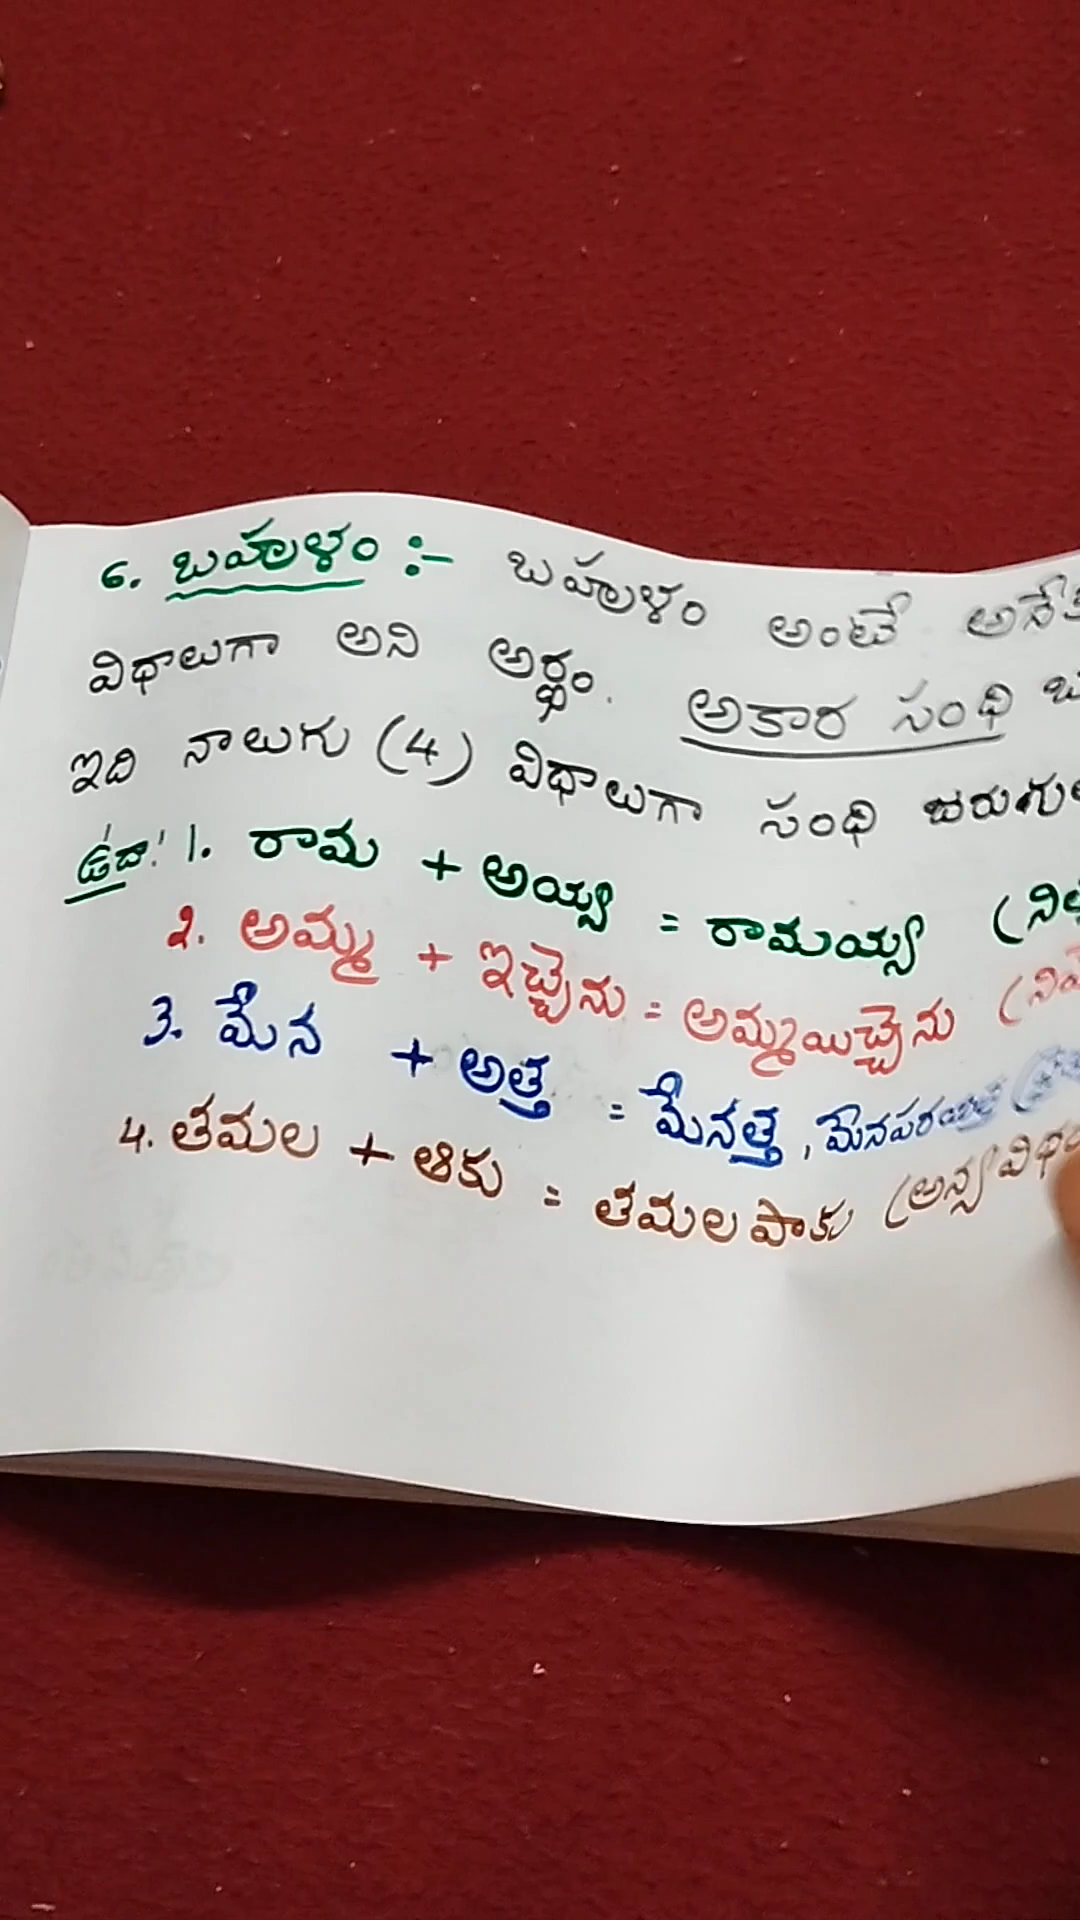 6. బహుళం :- బహుళం అంటే
విధాలుగా అని అర్థం. అకార సంధి
ఇది నాలుగు (4) విధాలుగా సంధి
ఉదా: 1. రామ + అయ్య = రామయ్య
2. అమ్మ + ఇచ్చెను = అమ్మయిచ్చెను
3. మేన + అత్త = మేనత్త,
4. తమల + ఆకు = తమలపాకు